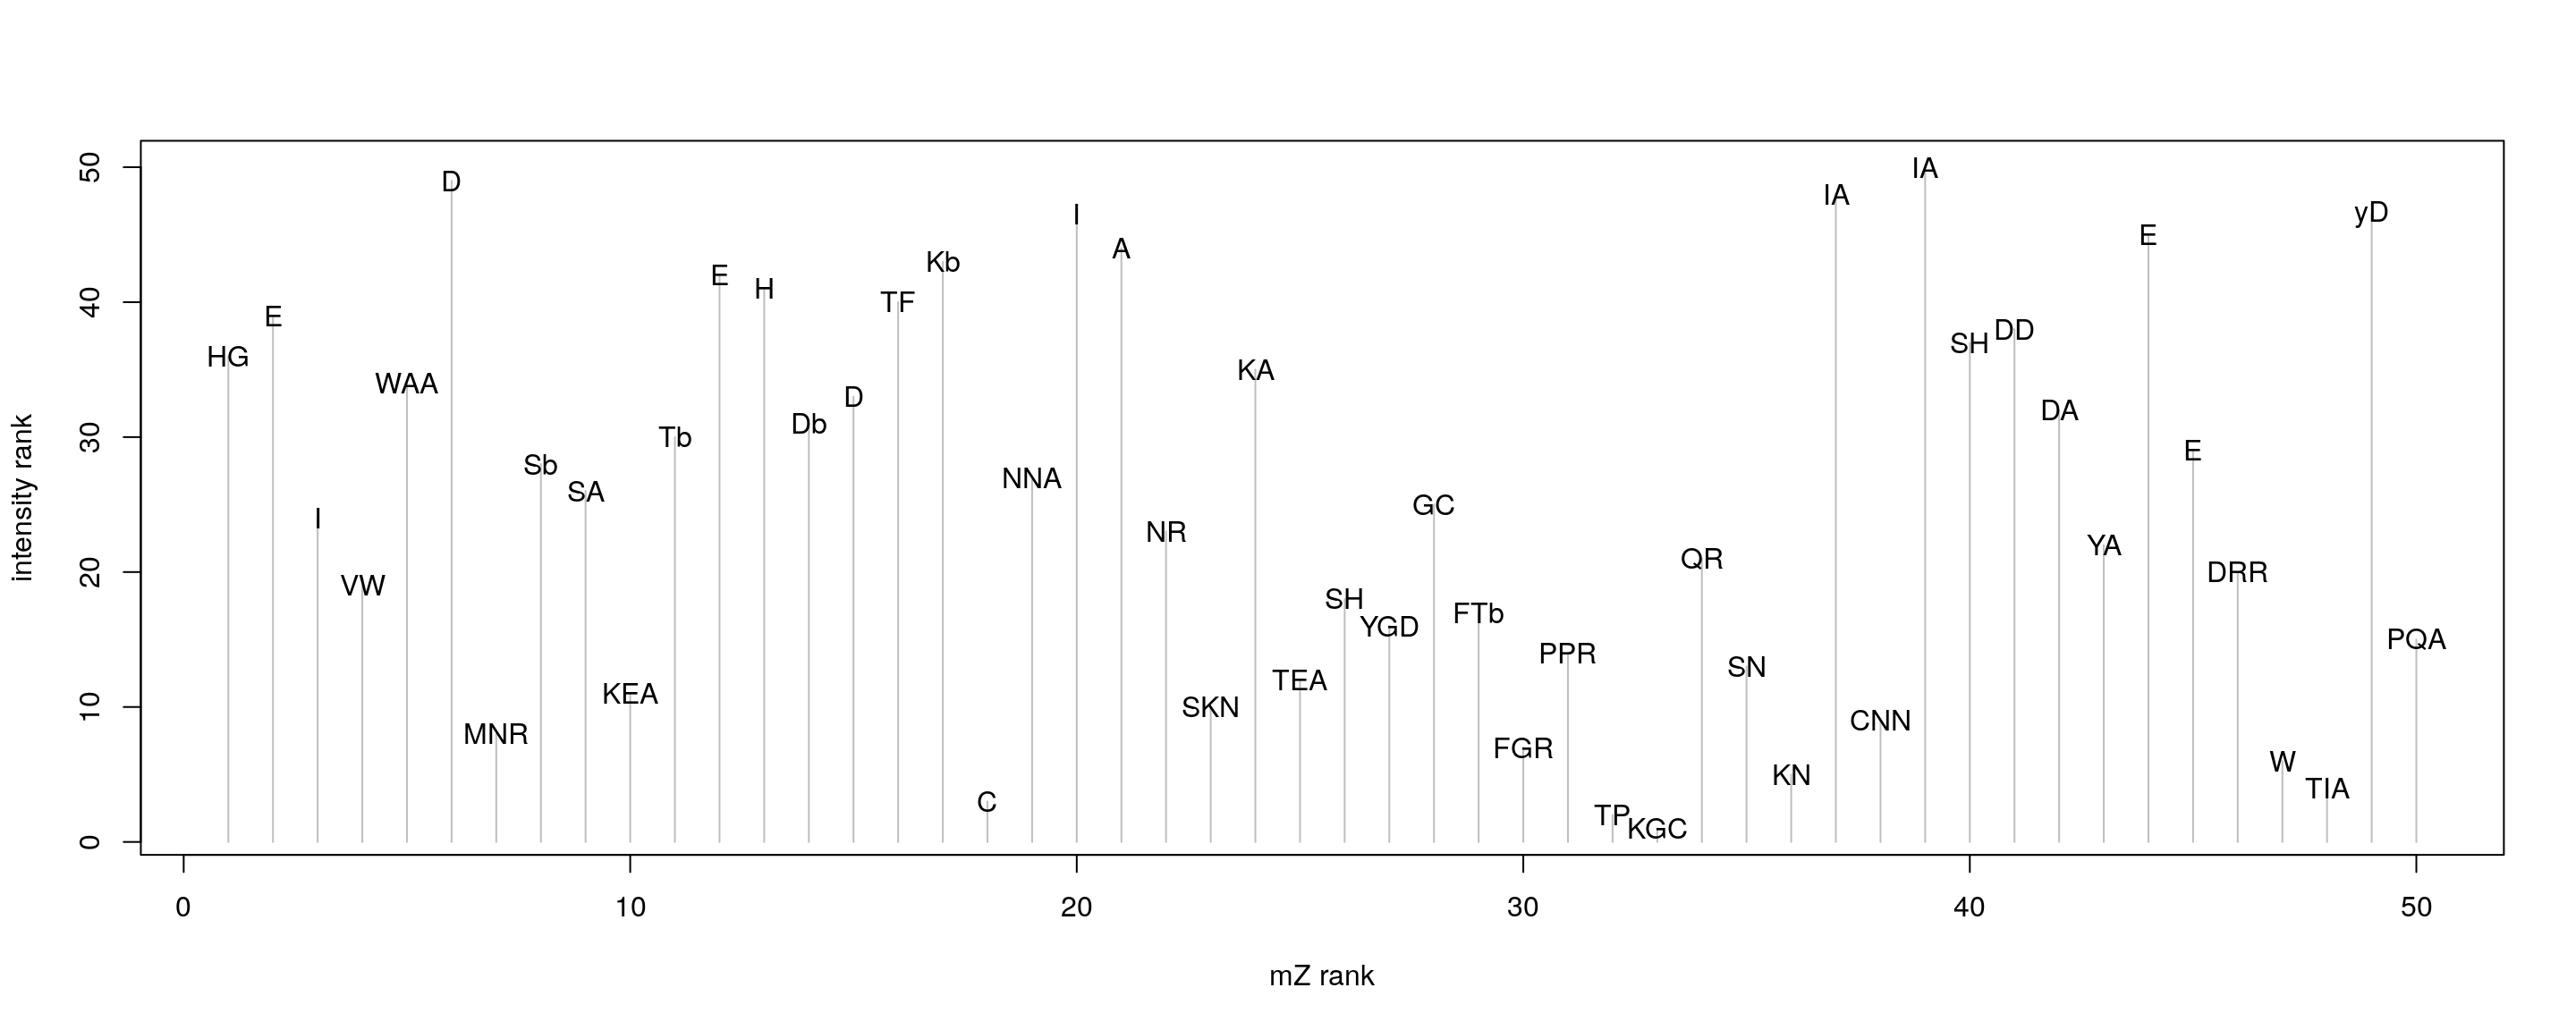 50
IA
D
IA
I
yD
E
A
Kb
E
H
40
TF
E
DD
SH
HG
KA
WAA
D
DA
Db
30
Tb
E
Sb
NNA
SA
GC
I
NR
YA
QR
20
DRR
VW
SH
FTb
YGD
PQA
PPR
SN
TEA
KEA
10
SKN
CNN
MNR
FGR
W
KN
TIA
C
TP
KGC
0
intensity rank
0 10 20 30 40 50
mZ rank